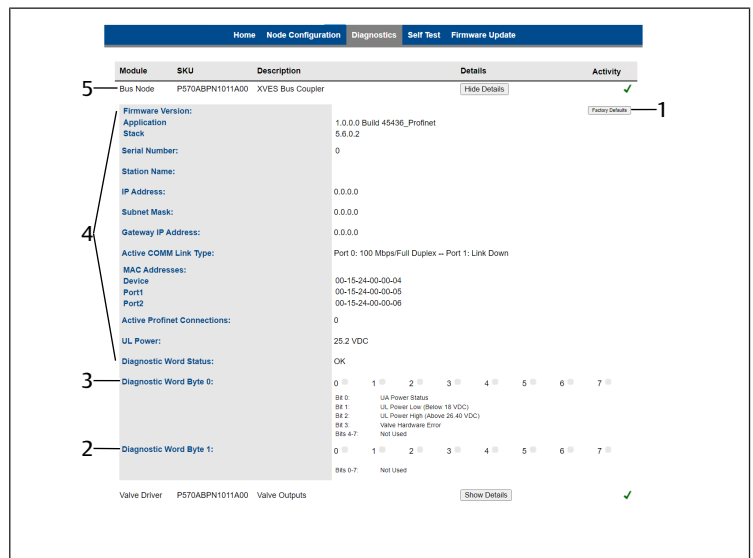 Home Node Configuration Diagnostics Self Test Firmware Update
Module SKU Description Details Activity
5 Bus Node P570ABPN1011A00 XVES Bus Coupler Hide Details
Firmware Version: Factory Defaults 1
Application 1.0.0.0 Build 45436_Profinet
Stack 5.6.0.2
Serial Number: 0
Station Name:
IP Address: 0.0.0.0
Subnet Mask: 0.0.0.0
4 Gateway IP Address: 0.0.0.0
Active COMM Link Type: Port 0: 100 Mbps/Full Duplex -- Port 1: Link Down
MAC Addresses:
Device 00-15-24-00-00-04
Port1 00-15-24-00-00-05
Port2 00-15-24-00-00-06
Active Profinet Connections: 0
UL Power: 25.2 VDC
Diagnostic Word Status: OK
3 Diagnostic Word Byte 0: 0 1 2 3 4 5 6 7
Bit 0: UA Power Status
Bit 1: UL Power Low (Below 18 VDC)
Bit 2: UL Power High (Above 26.40 VDC)
Bit 3: Valve Hardware Error
Bits 4-7: Not Used
2 Diagnostic Word Byte 1: 0 1 2 3 4 5 6 7
Bits 0-7: Not Used
Valve Driver P570ABPN1011A00 Valve Outputs Show Details